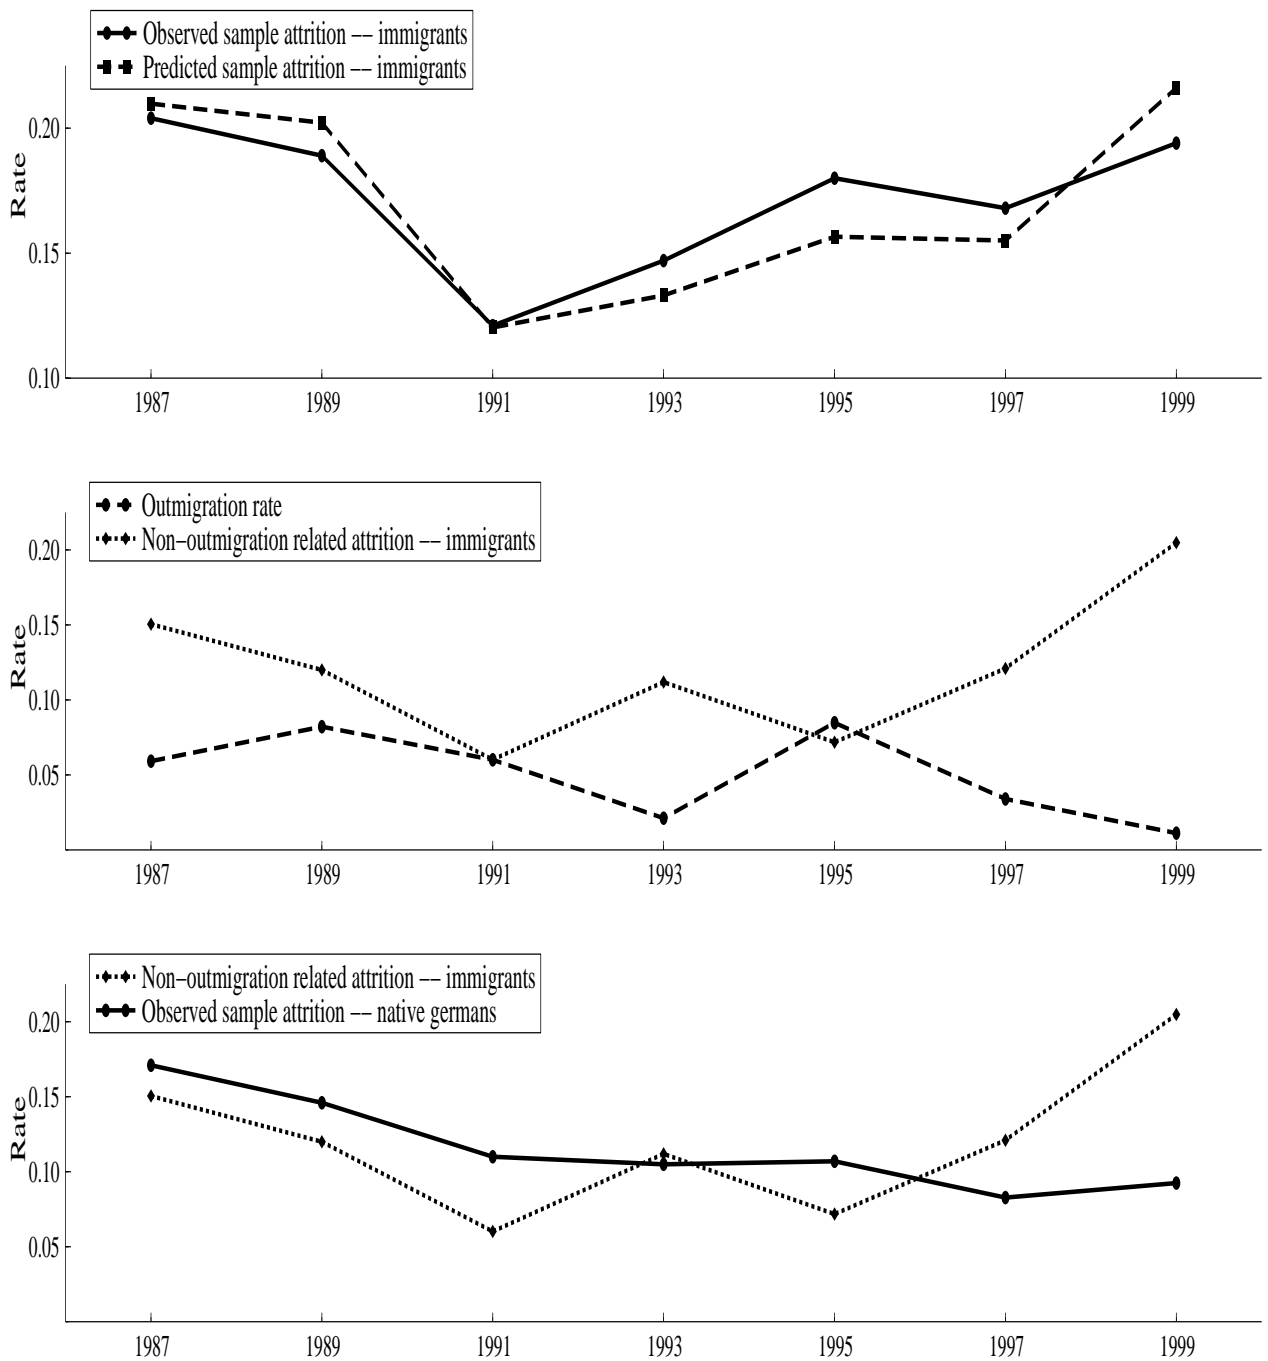 Observed sample attrition −− immigrants
Predicted sample attrition −− immigrants
Rate
0.20
0.15
0.10
1987 1989 1991 1993 1995 1997 1999
Outmigration rate
Non−outmigration related attrition −− immigrants
Rate
0.20
0.15
0.10
0.05
1987 1989 1991 1993 1995 1997 1999
Non−outmigration related attrition −− immigrants
Observed sample attrition −− native germans
Rate
0.20
0.15
0.10
0.05
1987 1989 1991 1993 1995 1997 1999